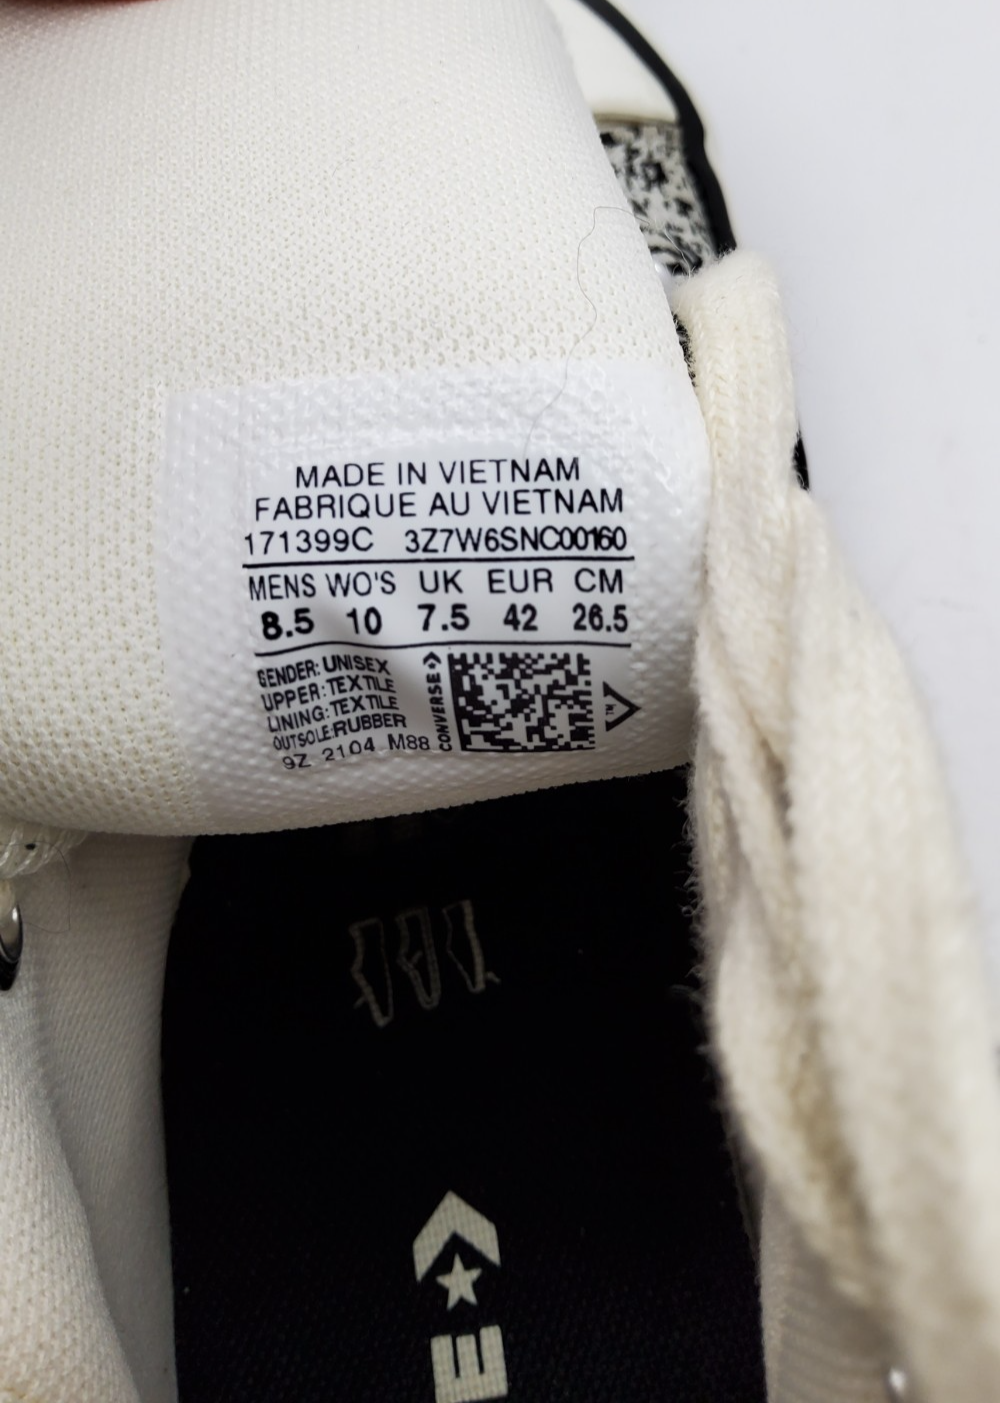 MADE IN VIETNAM
FABRIQUE AU VIETNAM
171399C 3Z7W6SNC00160
MENS WO'S UK EUR CM
8.5 10 7.5 42 26.5
GENDER: UNISEX
UPPER: TEXTILE
LINING: TEXTILE
OUTSOLE:RUBBER
9Z 2104 M88
CONVERSE
TM
E